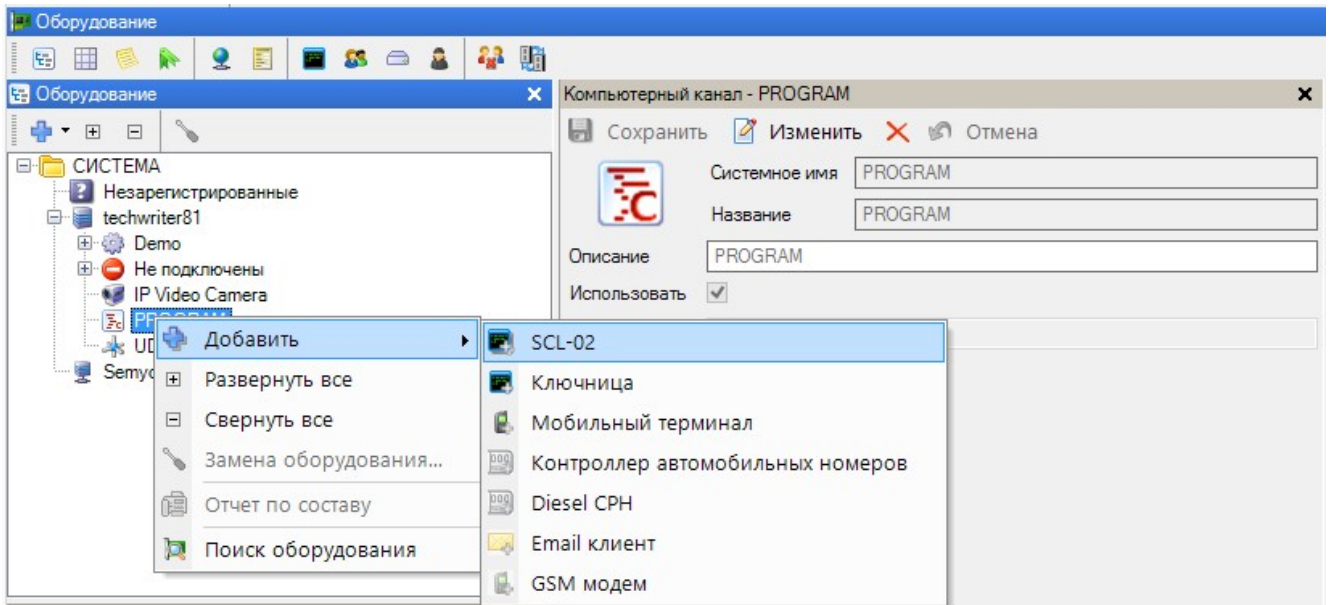 Оборудование
Оборудование
Компьютерный канал - PROGRAM
Сохранить Изменить Отмена
СИСТЕМА
Незарегистрированные
techwriter81
Demo
Не подключены
IP Video Camera
PROGRAM
Системное имя PROGRAM
Название PROGRAM
Описание PROGRAM
Использовать
Добавить
Развернуть все
Свернуть все
Замена оборудования...
Отчет по составу
Поиск оборудования
SCL-02
Ключница
Мобильный терминал
Контроллер автомобильных номеров
Diesel CPH
Email клиент
GSM модем